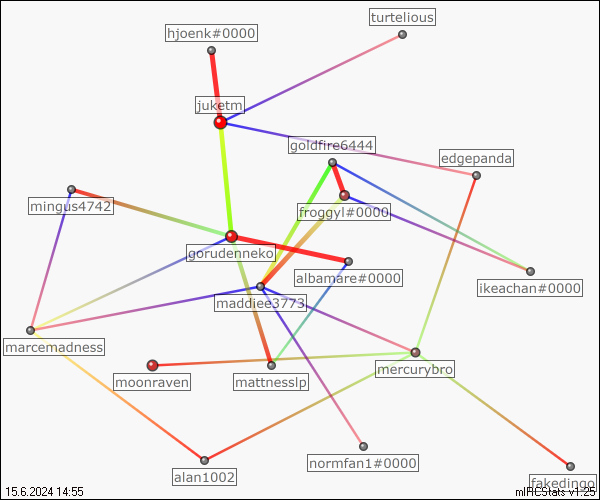 turtelious
hjoenk#0000
juketm
goldfire6444
edgepanda
mingus4742
froggyl#0000
gorudenneko
albamare#0000
ikeachan#0000
maddiee3773
marcemadness
moonraven
mattnesslp
mercurybro
normfan1#0000
alan1002
fakedingo
15.6.2024 14:55
mIRCStats v1.25